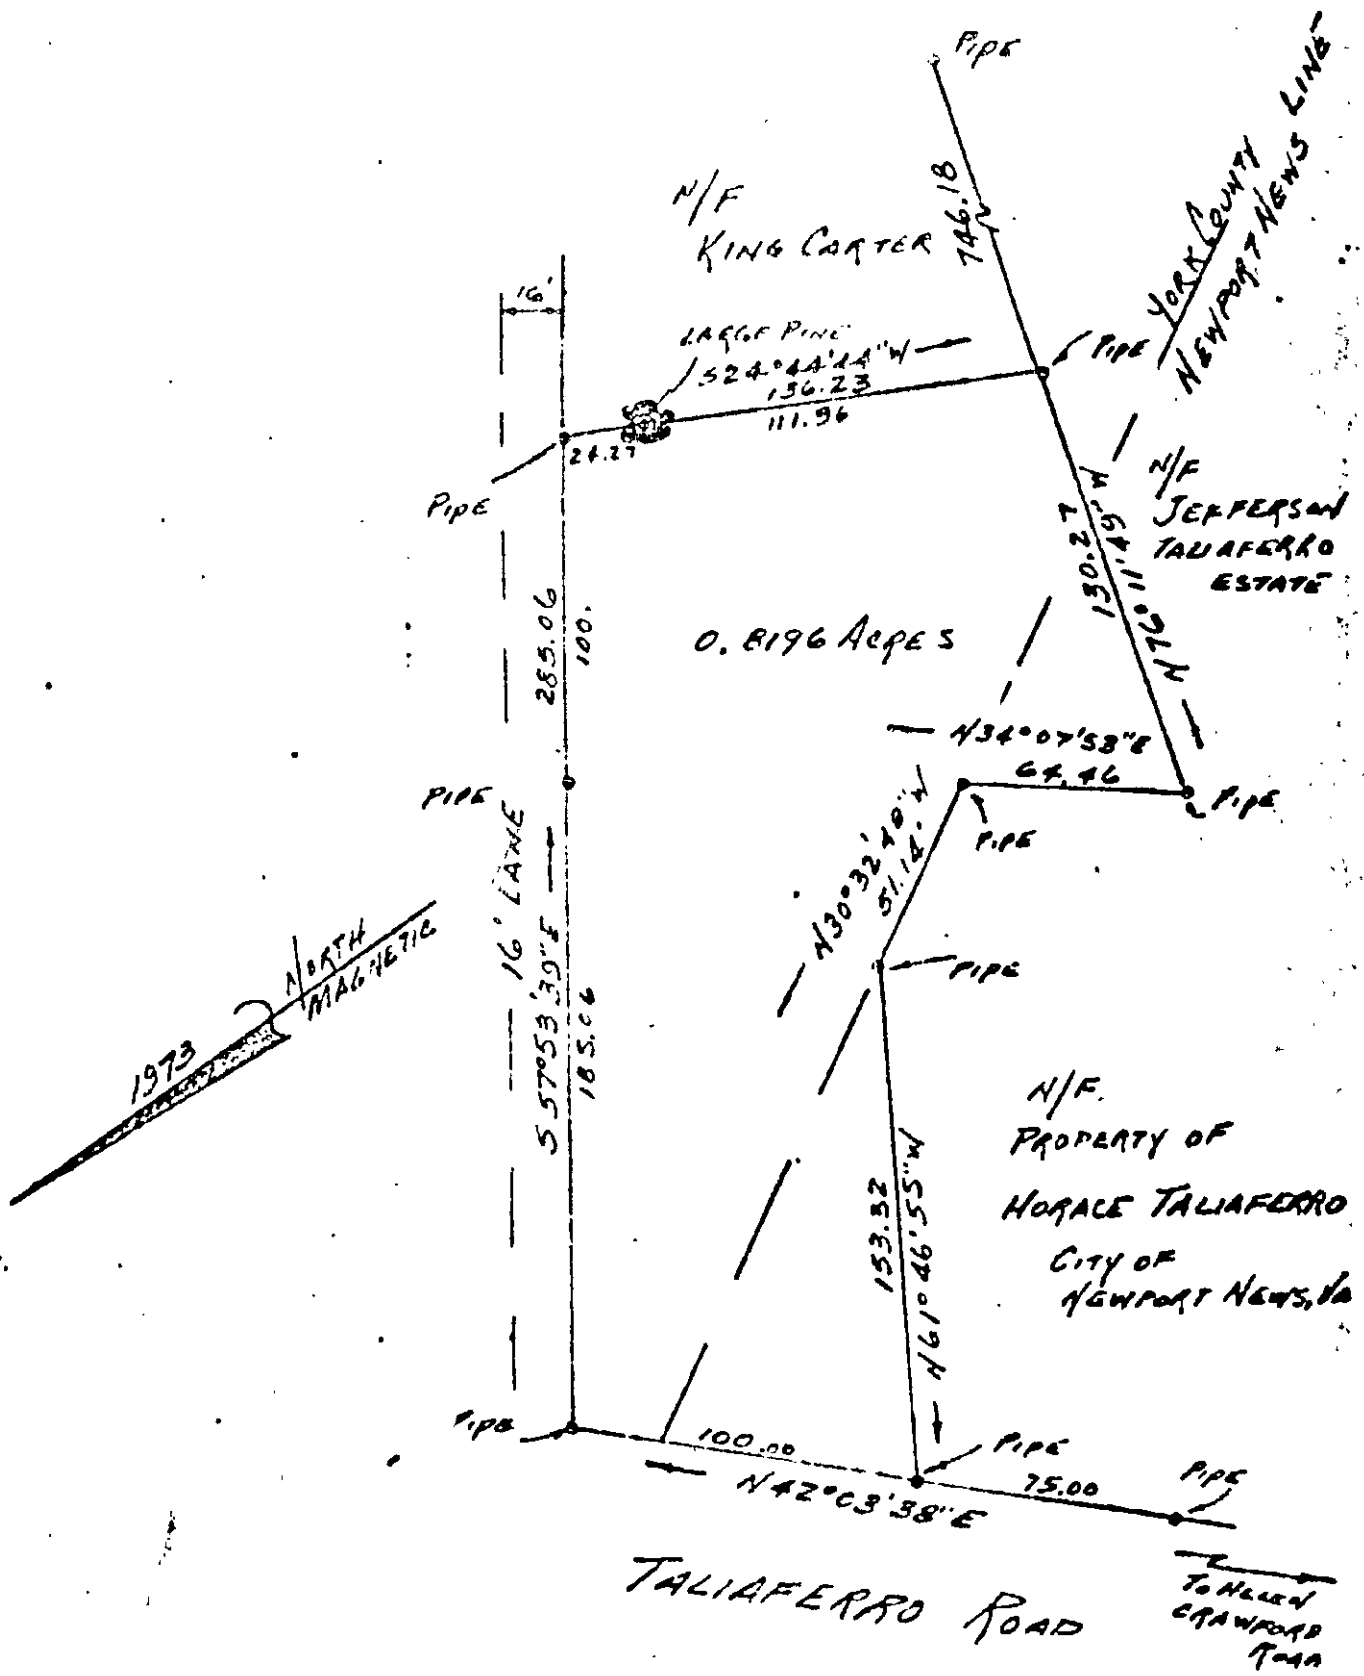 PIPE
YORK COUNTY
NEWPORT NEWS LINE
N/F
KING CARTER
746.18
16'
LARGE PINE
S24°44'44"W
136.23
111.96
24.27
PIPE
PIPE
N/F
JEFFERSON
TALIAFERRO
ESTATE
130.27
N76°11'49"W
285.06
100.
0.8196 ACRES
N34°07'53"E
64.46
PIPE
PIPE
PIPE
N30°32'40"W
51.14
16' LANE
S57°53'39"E
185.06
PIPE
NORTH
MAGNETIC
1973
N/F.
PROPERTY OF
HORACE TALIAFERRO
CITY OF
NEWPORT NEWS, VA
153.32
N61°46'55"W
PIPE
100.00
N42°03'38"E
PIPE
75.00
PIPE
TALIAFERRO ROAD
TO
CRAWFORD
ROAD